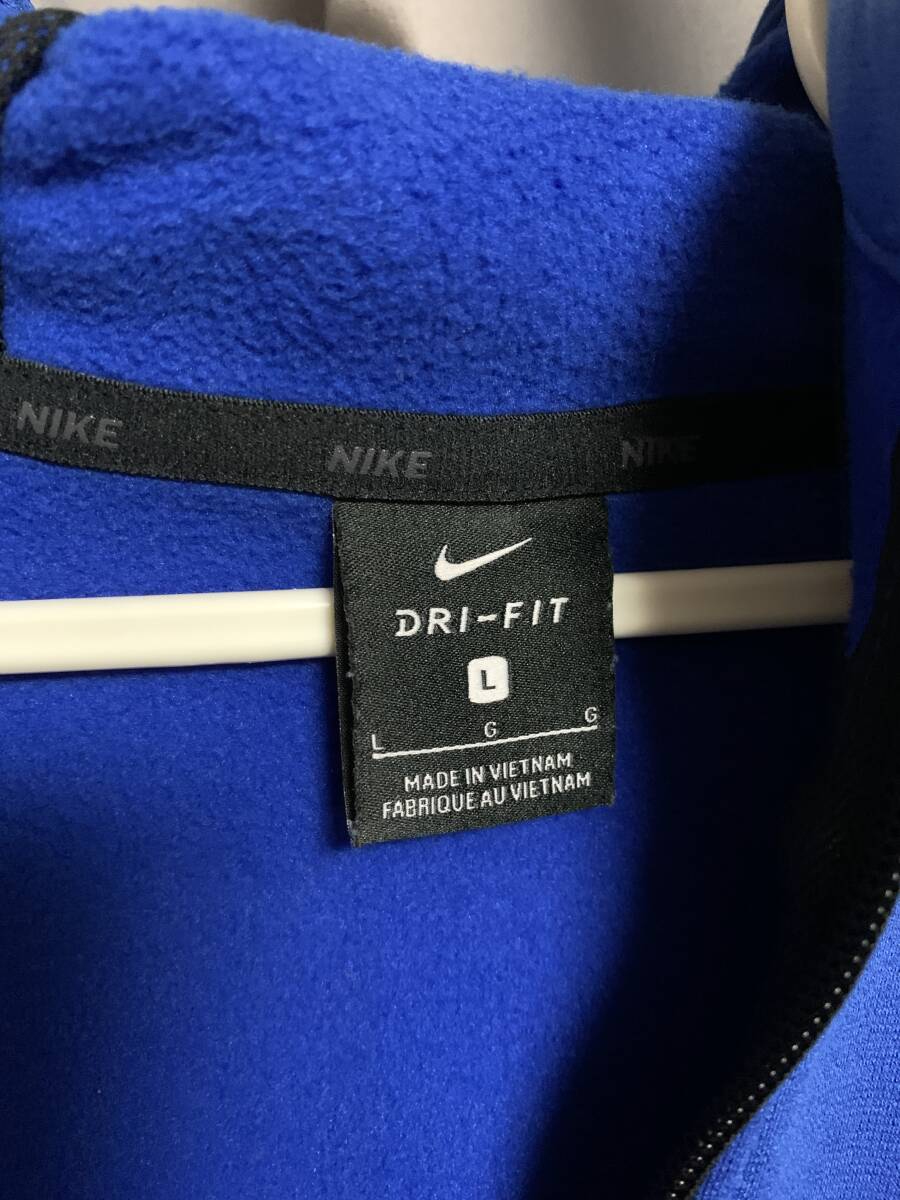 NIKE NIKE NIKE
DRI-FIT
L
L G G
MADE IN VIETNAM
FABRIQUE AU VIETNAM